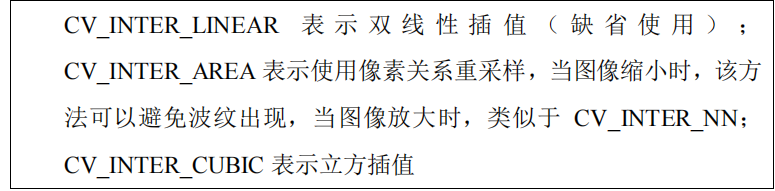 CV_INTER_LINEAR 表示双线性插值（缺省使用）；
CV_INTER_AREA 表示使用像素关系重采样，当图像缩小时，该方
法可以避免波纹出现，当图像放大时，类似于 CV_INTER_NN；
CV_INTER_CUBIC 表示立方插值